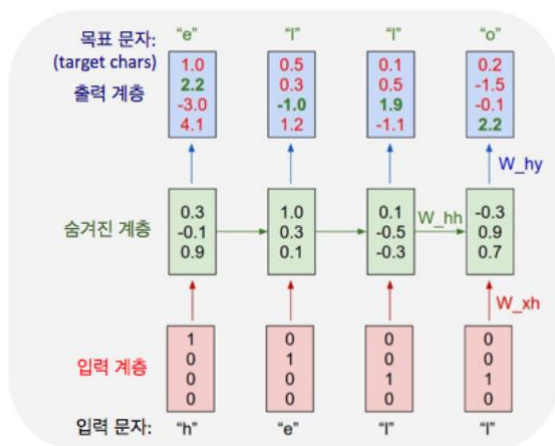 목표 문자: "e" "l" "l" "o"
(target chars)
출력 계층
1.0 0.5 0.1 0.2
2.2 0.3 0.5 -1.5
-3.0 -1.0 1.9 -0.1
4.1 1.2 -1.1 2.2
W_hy
숨겨진 계층
0.3 1.0 0.1 -0.3
-0.1 0.3 -0.5 0.9
0.9 0.1 -0.3 0.7
W_hh
W_xh
입력 계층
1 0 0 0
0 1 0 0
0 0 1 1
0 0 0 0
입력 문자: "h" "e" "l" "l"